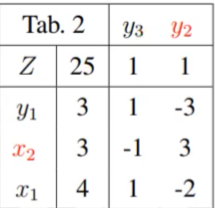 Tab. 2 y₃ y₂
Z 25 1 1
y₁ 3 1 -3
x₂ 3 -1 3
x₁ 4 1 -2